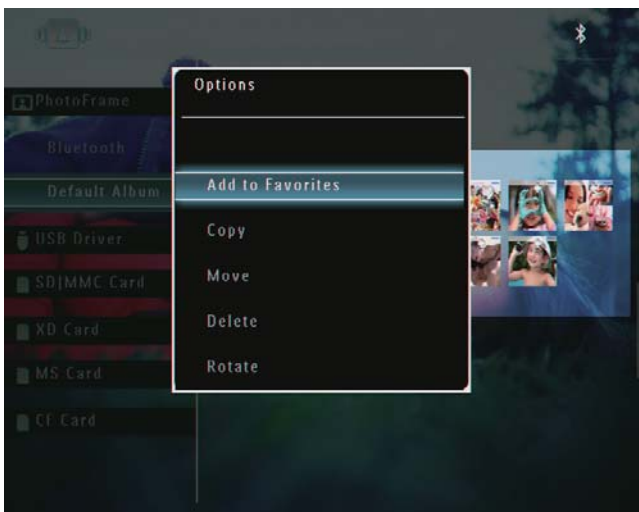 Options
PhotoFrame
Bluetooth
Add to Favorites
Default Album
Copy
USB Driver
Move
SD|MMC Card
Delete
XD Card
Rotate
MS Card
CF Card